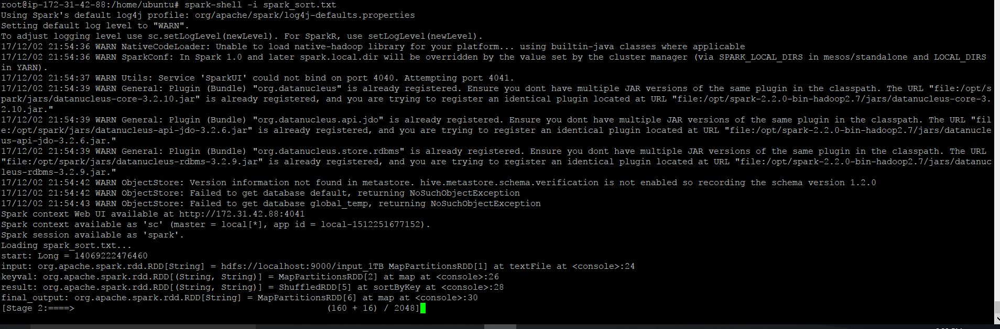 root@ip-172-31-42-88:/home/ubuntu# spark-shell -i spark_sort.txt
Using Spark's default log4j profile: org/apache/spark/log4j-defaults.properties
Setting default log level to "WARN".
To adjust logging level use sc.setLogLevel(newLevel). For SparkR, use setLogLevel(newLevel).
17/12/02 21:54:36 WARN NativeCodeLoader: Unable to load native-hadoop library for your platform... using builtin-java classes where applicable
17/12/02 21:54:36 WARN SparkConf: In Spark 1.0 and later spark.local.dir will be overridden by the value set by the cluster manager (via SPARK_LOCAL_DIRS in mesos/standalone and LOCAL_DIRS
in YARN).
17/12/02 21:54:37 WARN Utils: Service 'SparkUI' could not bind on port 4040. Attempting port 4041.
17/12/02 21:54:39 WARN General: Plugin (Bundle) "org.datanucleus" is already registered. Ensure you dont have multiple JAR versions of the same plugin in the classpath. The URL "file:/opt/s
park/jars/datanucleus-core-3.2.10.jar" is already registered, and you are trying to register an identical plugin located at URL "file:/opt/spark-2.2.0-bin-hadoop2.7/jars/datanucleus-core-3.
2.10.jar."
17/12/02 21:54:39 WARN General: Plugin (Bundle) "org.datanucleus.api.jdo" is already registered. Ensure you dont have multiple JAR versions of the same plugin in the classpath. The URL "fil
e:/opt/spark/jars/datanucleus-api-jdo-3.2.6.jar" is already registered, and you are trying to register an identical plugin located at URL "file:/opt/spark-2.2.0-bin-hadoop2.7/jars/datanucle
us-api-jdo-3.2.6.jar."
17/12/02 21:54:39 WARN General: Plugin (Bundle) "org.datanucleus.store.rdbms" is already registered. Ensure you dont have multiple JAR versions of the same plugin in the classpath. The URL
"file:/opt/spark/jars/datanucleus-rdbms-3.2.9.jar" is already registered, and you are trying to register an identical plugin located at URL "file:/opt/spark-2.2.0-bin-hadoop2.7/jars/datanuc
leus-rdbms-3.2.9.jar."
17/12/02 21:54:42 WARN ObjectStore: Version information not found in metastore. hive.metastore.schema.verification is not enabled so recording the schema version 1.2.0
17/12/02 21:54:42 WARN ObjectStore: Failed to get database default, returning NoSuchObjectException
17/12/02 21:54:43 WARN ObjectStore: Failed to get database global_temp, returning NoSuchObjectException
Spark context Web UI available at http://172.31.42.88:4041
Spark context available as 'sc' (master = local[*], app id = local-1512251677152).
Spark session available as 'spark'.
Loading spark_sort.txt...
start: Long = 14069222476460
input: org.apache.spark.rdd.RDD[String] = hdfs://localhost:9000/input_1TB MapPartitionsRDD[1] at textFile at <console>:24
keyval: org.apache.spark.rdd.RDD[(String, String)] = MapPartitionsRDD[2] at map at <console>:26
result: org.apache.spark.rdd.RDD[(String, String)] = ShuffledRDD[5] at sortByKey at <console>:28
final_output: org.apache.spark.rdd.RDD[String] = MapPartitionsRDD[6] at map at <console>:30
[Stage 2:====> (160 + 16) / 2048]